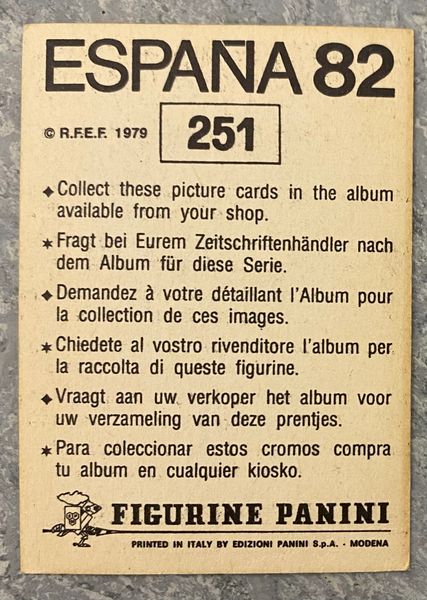 ESPAÑA 82
© R.F.E.F. 1979
251
◆ Collect these picture cards in the album
available from your shop.
★ Fragt bei Eurem Zeitschriftenhändler nach
dem Album für diese Serie.
◆ Demandez à votre détaillant l'Album pour
la collection de ces images.
★ Chiedete al vostro rivenditore l'album per
la raccolta di queste figurine.
◆ Vraagt aan uw verkoper het album voor
uw verzameling van deze prentjes.
★ Para coleccionar estos cromos compra
tu album en cualquier kiosko.
FIGURINE PANINI
PRINTED IN ITALY BY EDIZIONI PANINI S.p.A. - MODENA